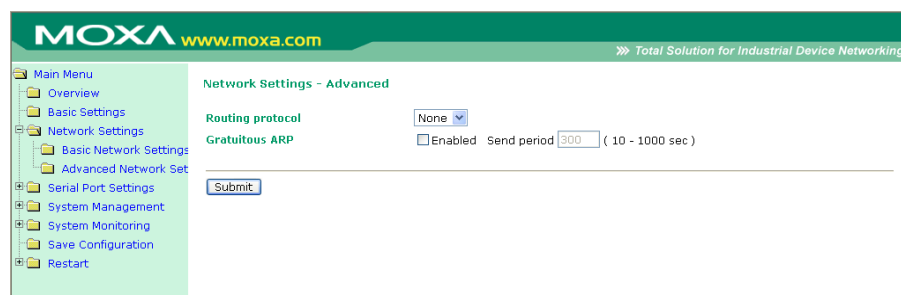 MOXA www.moxa.com
Total Solution for Industrial Device Networking
Main Menu
Overview
Basic Settings
Network Settings
Basic Network Settings
Advanced Network Set
Serial Port Settings
System Management
System Monitoring
Save Configuration
Restart
Network Settings - Advanced
Routing protocol None
Gratuitous ARP Enabled Send period 300 ( 10 - 1000 sec )
Submit